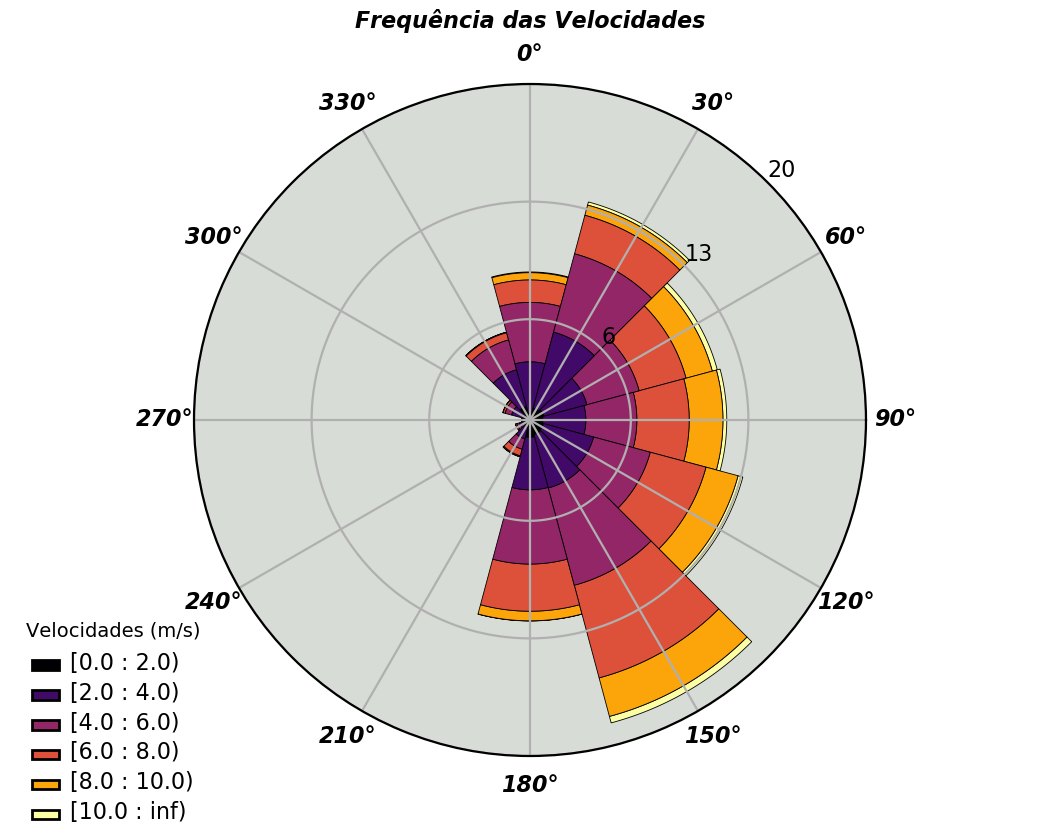 Frequência das Velocidades
0°
330°
30°
20
300°
60°
13
6
270°
90°
240°
120°
210°
150°
180°
Velocidades (m/s)
[0.0 : 2.0)
[2.0 : 4.0)
[4.0 : 6.0)
[6.0 : 8.0)
[8.0 : 10.0)
[10.0 : inf)